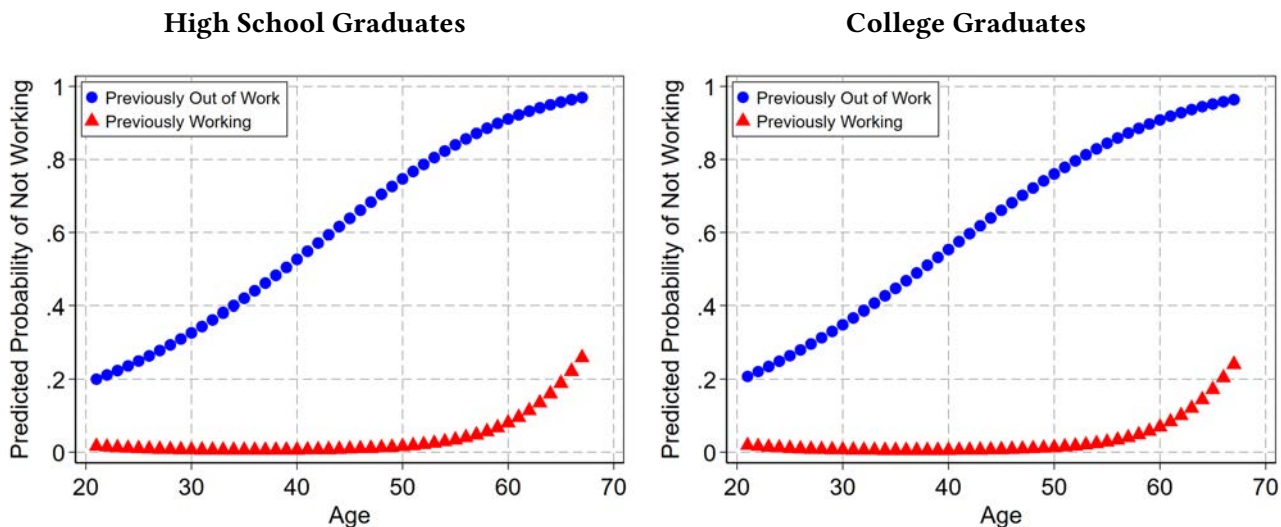 High School Graduates
Predicted Probability of Not Working
1
.8
.6
.4
.2
0
Previously Out of Work
Previously Working
20 30 40 50 60 70
Age
College Graduates
Predicted Probability of Not Working
1
.8
.6
.4
.2
0
Previously Out of Work
Previously Working
20 30 40 50 60 70
Age